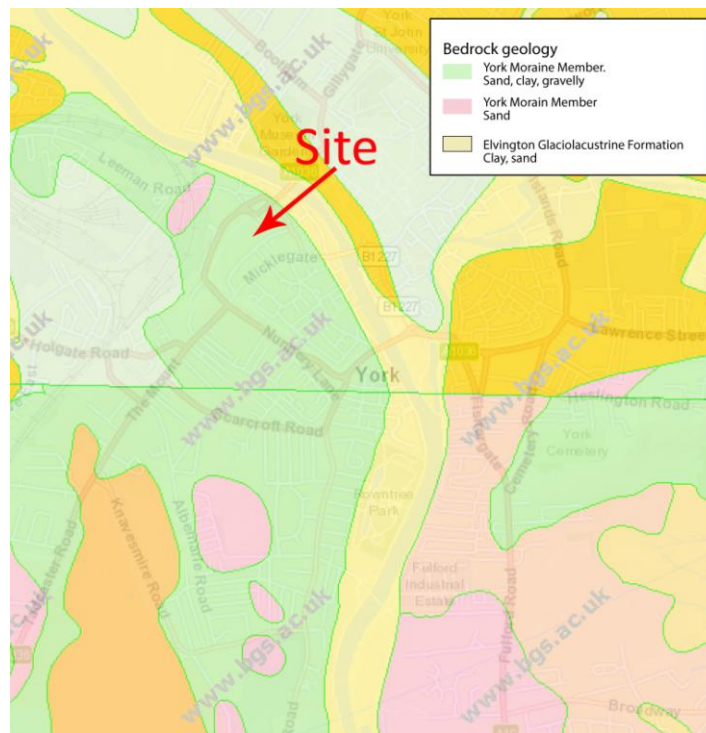 York
St John
University
Bootham
Gillygate
Bedrock geology
York Moraine Member.
Sand, clay, gravelly
York Morain Member
Sand
Elvington Glaciolacustrine Formation
Clay, sand
www.bgs.ac.uk
www.bgs.ac.uk
York
Museum
Gardens
Site
Leeman Road
Islands Road
Micklegate
B1227
B1227
www.bgs.ac.uk
Lawrence Street
Holgate Road
Nunnery Lane
The Mount
York
Heslington Road
www.bgs.ac.uk
www.bgs.ac.uk
Scarcroft Road
Fishergate
Cemetery Road
York
Cemetery
Rowntree
Park
Knavesmire Road
Albemarle Road
Tadcaster Road
Fulford
Industrial
Estate
Fulford Road
www.bgs.ac.uk
www.bgs.ac.uk
Broadway